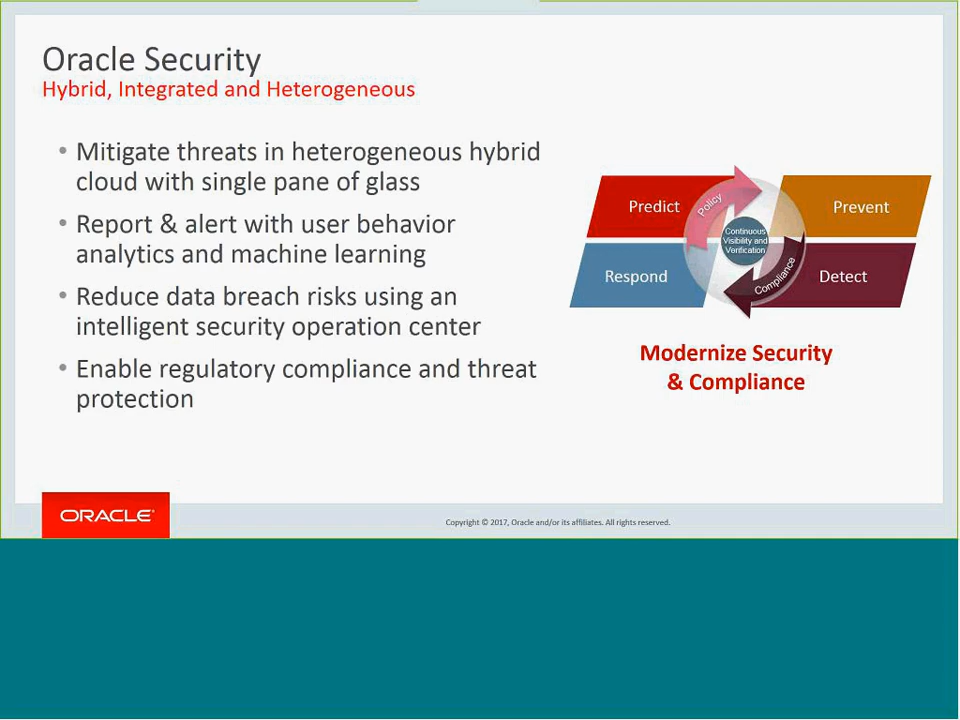 Oracle Security
Hybrid, Integrated and Heterogeneous
• Mitigate threats in heterogeneous hybrid
cloud with single pane of glass
• Report & alert with user behavior
analytics and machine learning
• Reduce data breach risks using an
intelligent security operation center
• Enable regulatory compliance and threat
protection
Predict
Policy
Prevent
Continuous
Visibility and
Verification
Respond
Compliance
Detect
Modernize Security
& Compliance
ORACLE
Copyright © 2017, Oracle and/or its affiliates. All rights reserved.